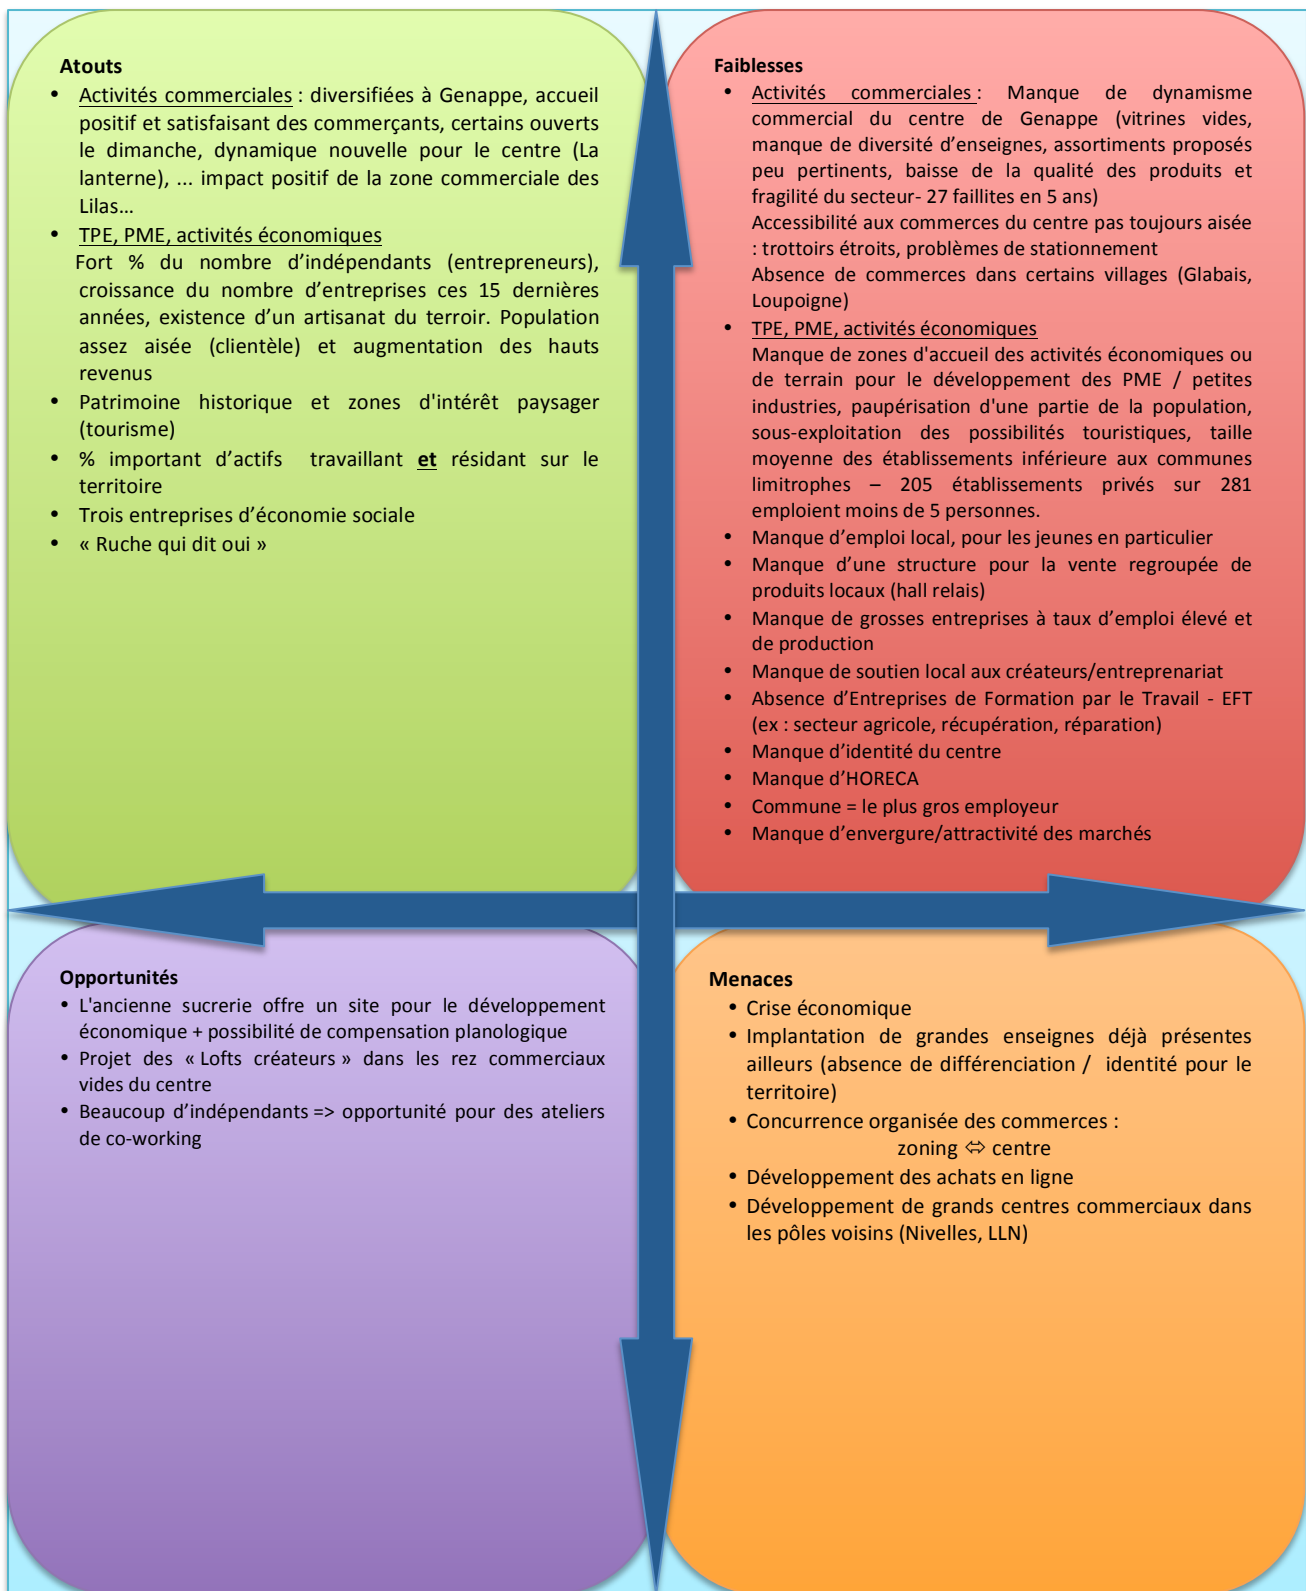 Atouts
• Activités commerciales : diversifiées à Genappe, accueil
positif et satisfaisant des commerçants, certains ouverts
le dimanche, dynamique nouvelle pour le centre (La
lanterne), ... impact positif de la zone commerciale des
Lilas...
• TPE, PME, activités économiques
Fort % du nombre d'indépendants (entrepreneurs),
croissance du nombre d'entreprises ces 15 dernières
années, existence d'un artisanat du terroir. Population
assez aisée (clientèle) et augmentation des hauts
revenus
• Patrimoine historique et zones d'intérêt paysager
(tourisme)
• % important d'actifs travaillant et résidant sur le
territoire
• Trois entreprises d'économie sociale
• « Ruche qui dit oui »
Faiblesses
• Activités commerciales : Manque de dynamisme
commercial du centre de Genappe (vitrines vides,
manque de diversité d'enseignes, assortiments proposés
peu pertinents, baisse de la qualité des produits et
fragilité du secteur- 27 faillites en 5 ans)
Accessibilité aux commerces du centre pas toujours aisée
: trottoirs étroits, problèmes de stationnement
Absence de commerces dans certains villages (Glabais,
Loupoigne)
• TPE, PME, activités économiques
Manque de zones d'accueil des activités économiques ou
de terrain pour le développement des PME / petites
industries, paupérisation d'une partie de la population,
sous-exploitation des possibilités touristiques, taille
moyenne des établissements inférieure aux communes
limitrophes – 205 établissements privés sur 281
emploient moins de 5 personnes.
• Manque d'emploi local, pour les jeunes en particulier
• Manque d'une structure pour la vente regroupée de
produits locaux (hall relais)
• Manque de grosses entreprises à taux d'emploi élevé et
de production
• Manque de soutien local aux créateurs/entreprenariat
• Absence d'Entreprises de Formation par le Travail - EFT
(ex : secteur agricole, récupération, réparation)
• Manque d'identité du centre
• Manque d'HORECA
• Commune = le plus gros employeur
• Manque d'envergure/attractivité des marchés
Opportunités
• L'ancienne sucrerie offre un site pour le développement
économique + possibilité de compensation planologique
• Projet des « Lofts créateurs » dans les rez commerciaux
vides du centre
• Beaucoup d'indépendants => opportunité pour des ateliers
de co-working
Menaces
• Crise économique
• Implantation de grandes enseignes déjà présentes
ailleurs (absence de différenciation / identité pour le
territoire)
• Concurrence organisée des commerces :
zoning ⇔ centre
• Développement des achats en ligne
• Développement de grands centres commerciaux dans
les pôles voisins (Nivelles, LLN)